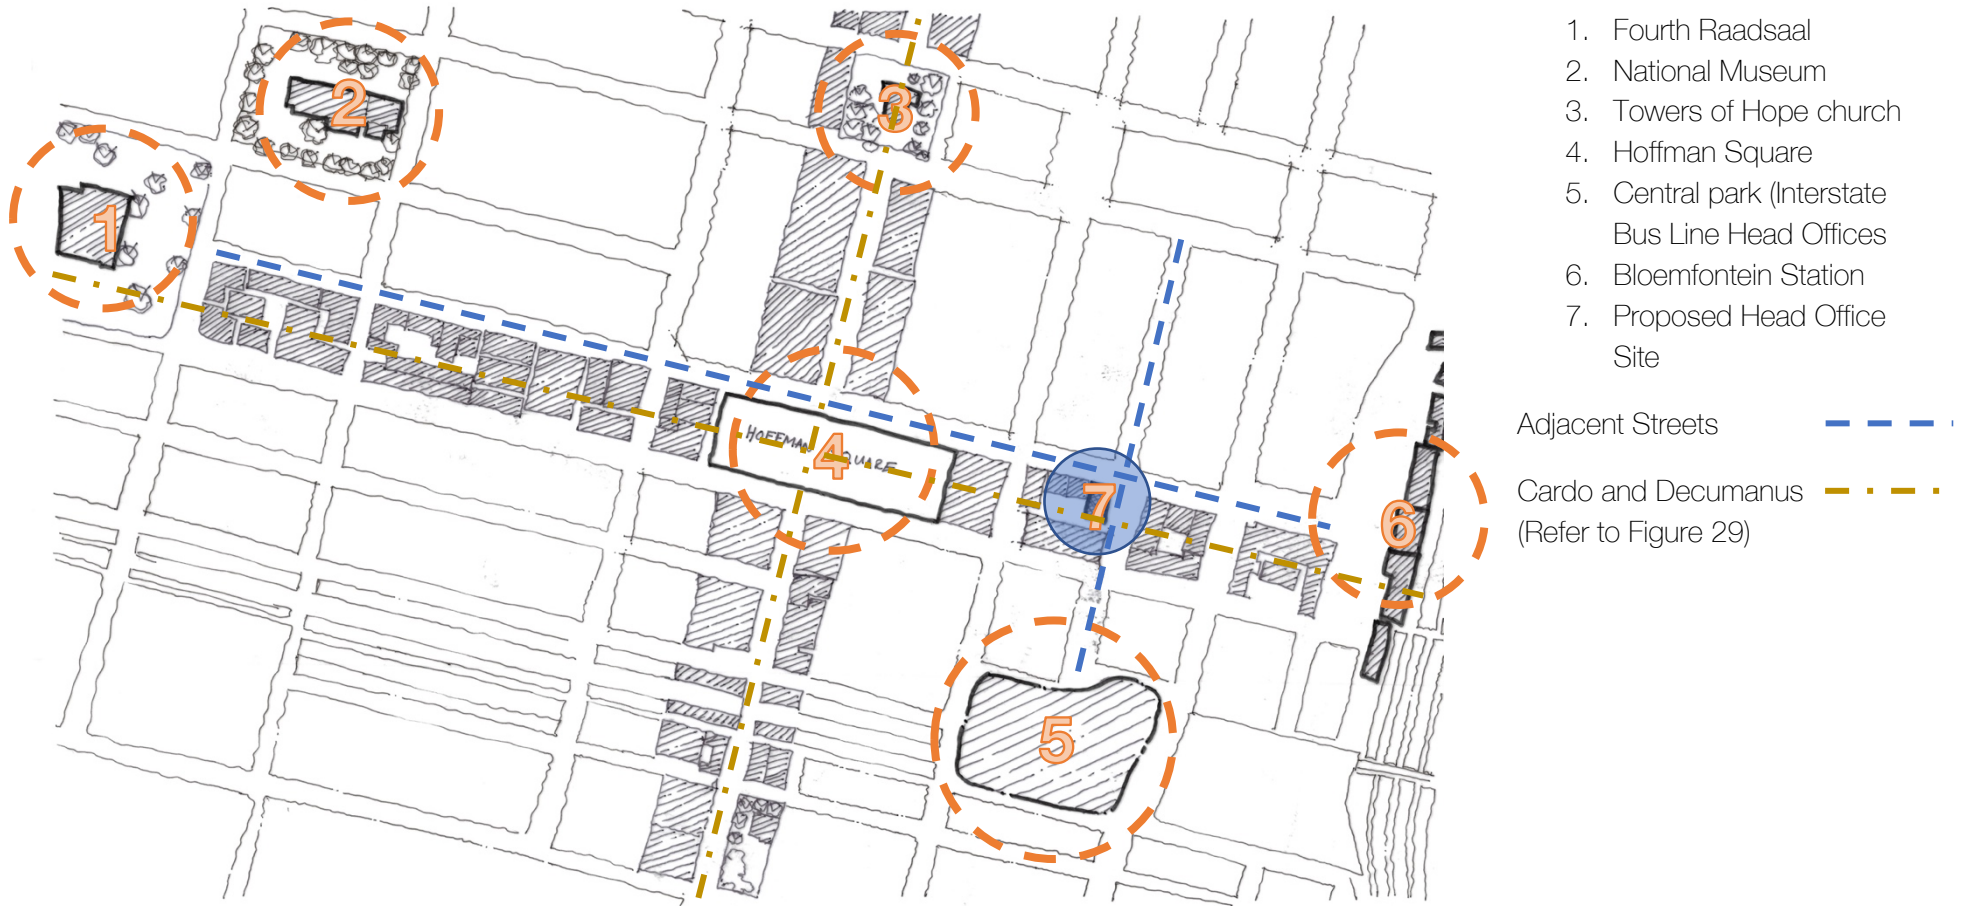 1. Fourth Raadsaal
2. National Museum
3. Towers of Hope church
4. Hoffman Square
5. Central park (Interstate
Bus Line Head Offices
6. Bloemfontein Station
7. Proposed Head Office
Site
Adjacent Streets
Cardo and Decumanus
(Refer to Figure 29)
1
2
3
HOFFMAN SQUARE
4
5
6
7